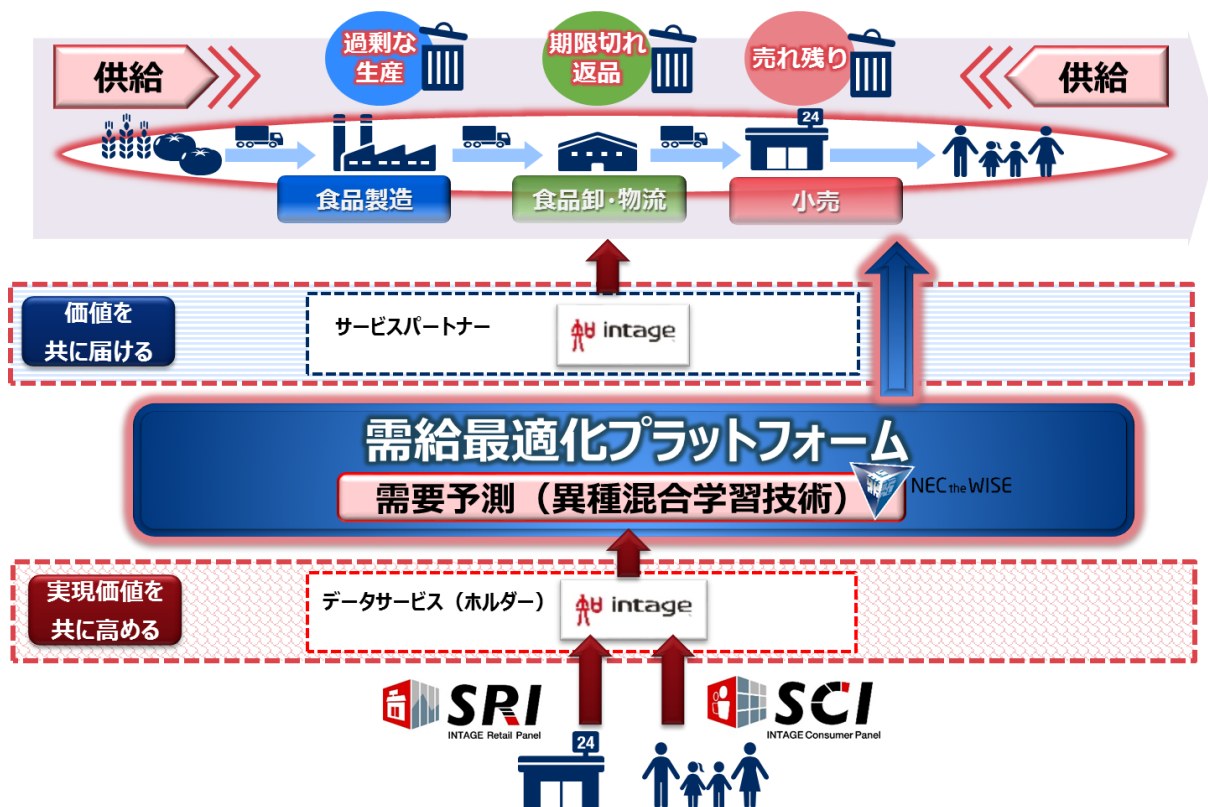 過剰な
生産
期限切れ
返品
売れ残り
供給
供給
24
食品製造
食品卸・物流
小売
価値を
共に届ける
サービスパートナー
intage
需給最適化プラットフォーム
需要予測（異種混合学習技術）
NEC the WISE
実現価値を
共に高める
データサービス（ホルダー）
intage
SRI
INTAGE Retail Panel
SCI
INTAGE Consumer Panel
24